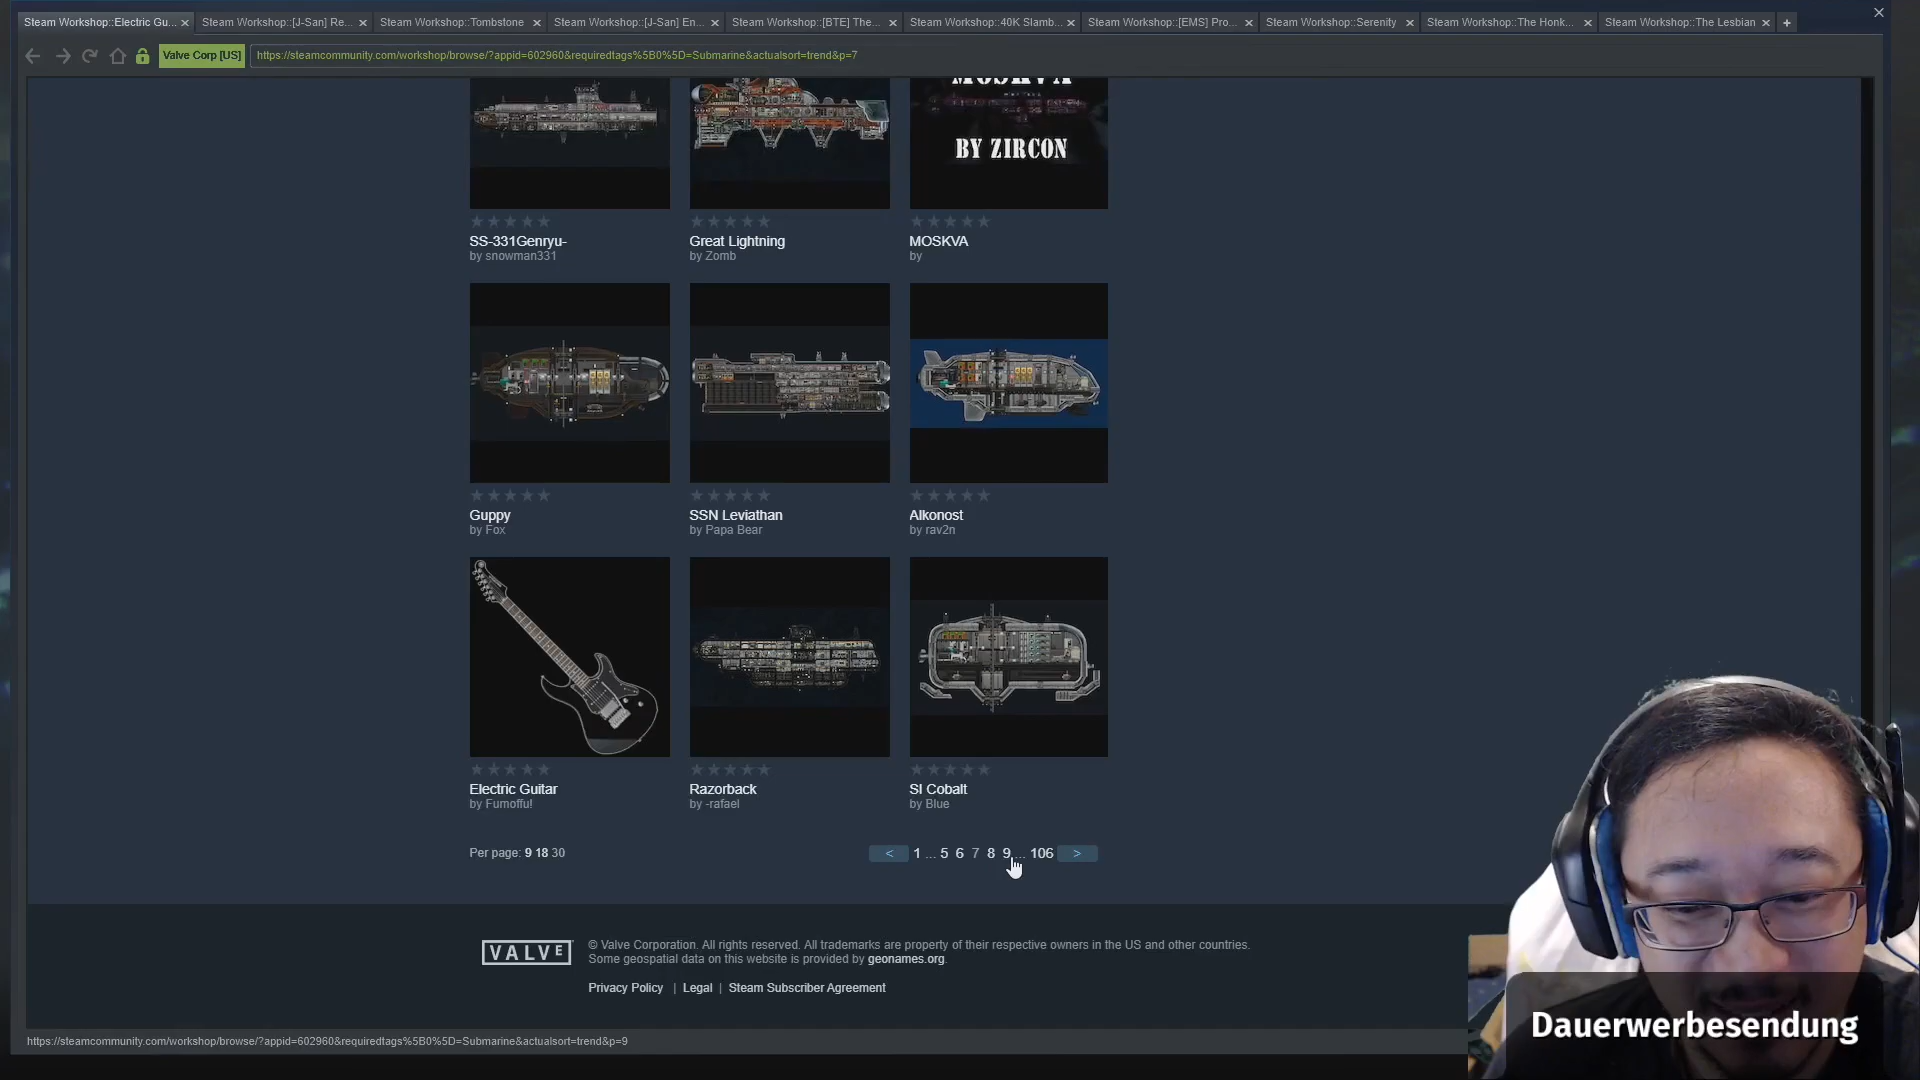 Steam Workshop::Electric Gu...
Steam Workshop::[J-San] Re...
Steam Workshop::Tombstone
Steam Workshop::[J-San] En...
Steam Workshop::[BTE] The...
Steam Workshop::40K Slamb...
Steam Workshop::[EMS] Pro...
Steam Workshop::Serenity
Steam Workshop::The Honk...
Steam Workshop::The Lesbian
Valve Corp [US]
https://steamcommunity.com/workshop/browse/?appid=602960&requiredtags%5B0%5D=Submarine&actualsort=trend&p=7
MOSKVA
BY ZIRCON
SS-331Genryu-
by snowman331
Great Lightning
by Zomb
MOSKVA
by
Guppy
by Fox
SSN Leviathan
by Papa Bear
Alkonost
by rav2n
Electric Guitar
by Fumoffu!
Razorback
by -rafael
SI Cobalt
by Blue
Per page: 9 18 30
< 1 ... 5 6 7 8 9 ... 106 >
VALVE
© Valve Corporation. All rights reserved. All trademarks are property of their respective owners in the US and other countries.
Some geospatial data on this website is provided by geonames.org.
Privacy Policy | Legal | Steam Subscriber Agreement
https://steamcommunity.com/workshop/browse/?appid=602960&requiredtags%5B0%5D=Submarine&actualsort=trend&p=9
Dauerwerbesendung